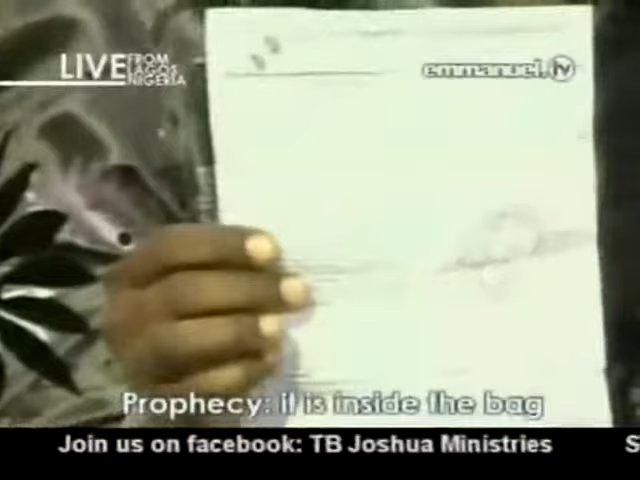 LIVE FROM LAGOS NIGERIA
emmanuel.tv
Prophecy: it is inside the bag
Join us on facebook: TB Joshua Ministries S